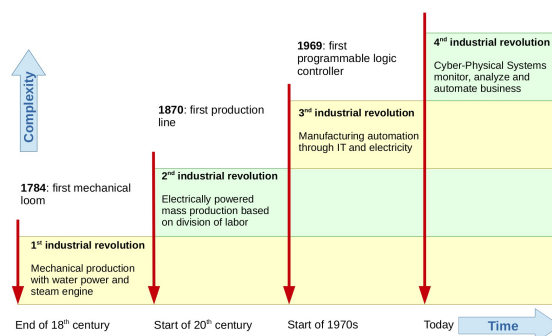 1969: first
programmable logic
controller
4nd industrial revolution
Cyber-Physical Systems
monitor, analyze and
automate business
Complexity
1870: first production
line
3nd industrial revolution
Manufacturing automation
through IT and electricity
1784: first mechanical
loom
2nd industrial revolution
Electrically powered
mass production based
on division of labor
1st industrial revolution
Mechanical production
with water power and
steam engine
End of 18th century
Start of 20th century
Start of 1970s
Today
Time